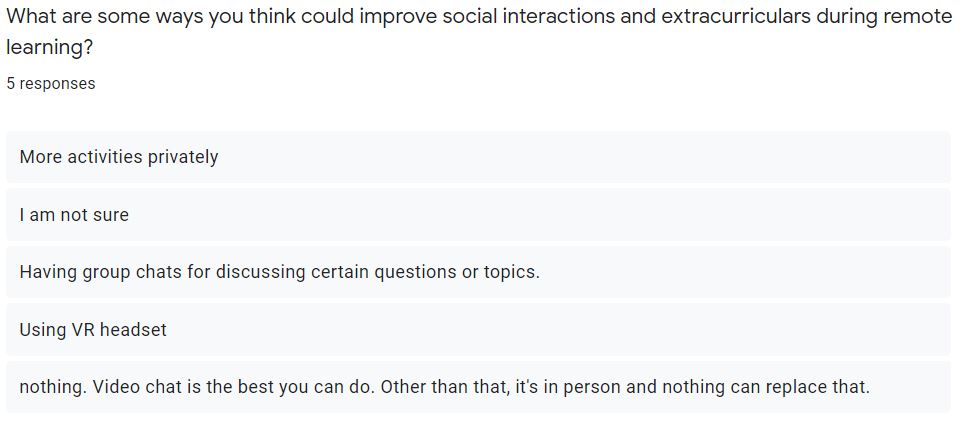 What are some ways you think could improve social interactions and extracurriculars during remote
learning?
5 responses
More activities privately
I am not sure
Having group chats for discussing certain questions or topics.
Using VR headset
nothing. Video chat is the best you can do. Other than that, it's in person and nothing can replace that.